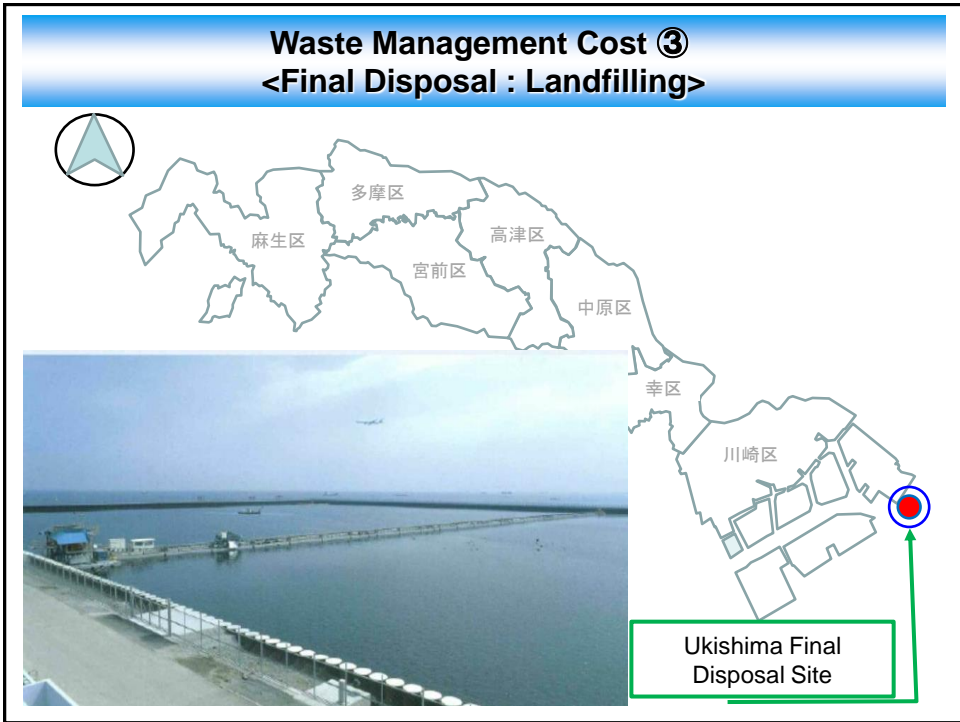 Waste Management Cost ③
<Final Disposal : Landfilling>
多摩区
麻生区
高津区
宮前区
中原区
幸区
川崎区
Ukishima Final
Disposal Site